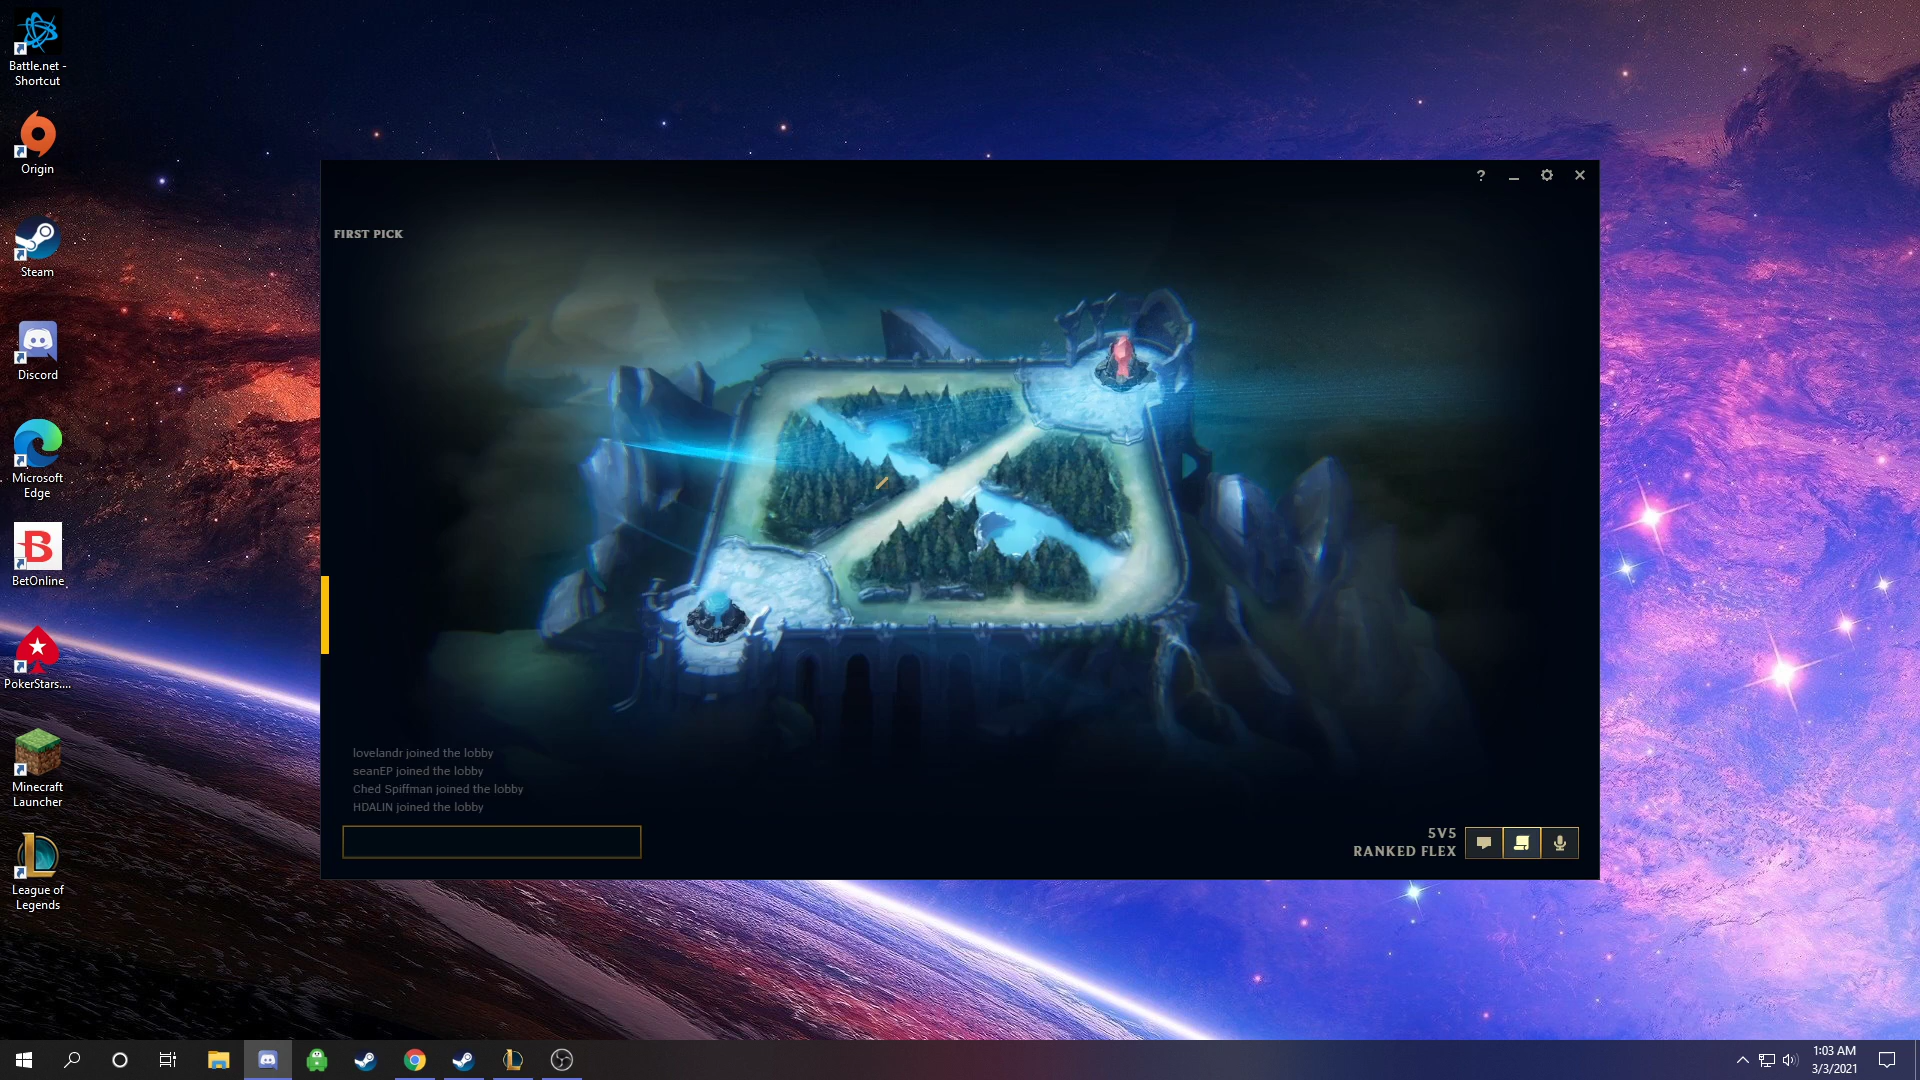 Battle.net -
Shortcut
Origin
Steam
Discord
Microsoft
Edge
BetOnline
PokerStars....
Minecraft
Launcher
League of
Legends
?
FIRST PICK
lovelandr joined the lobby
seanEP joined the lobby
Ched Spiffman joined the lobby
HDALIN joined the lobby
5V5
RANKED FLEX
1:03 AM
3/3/2021